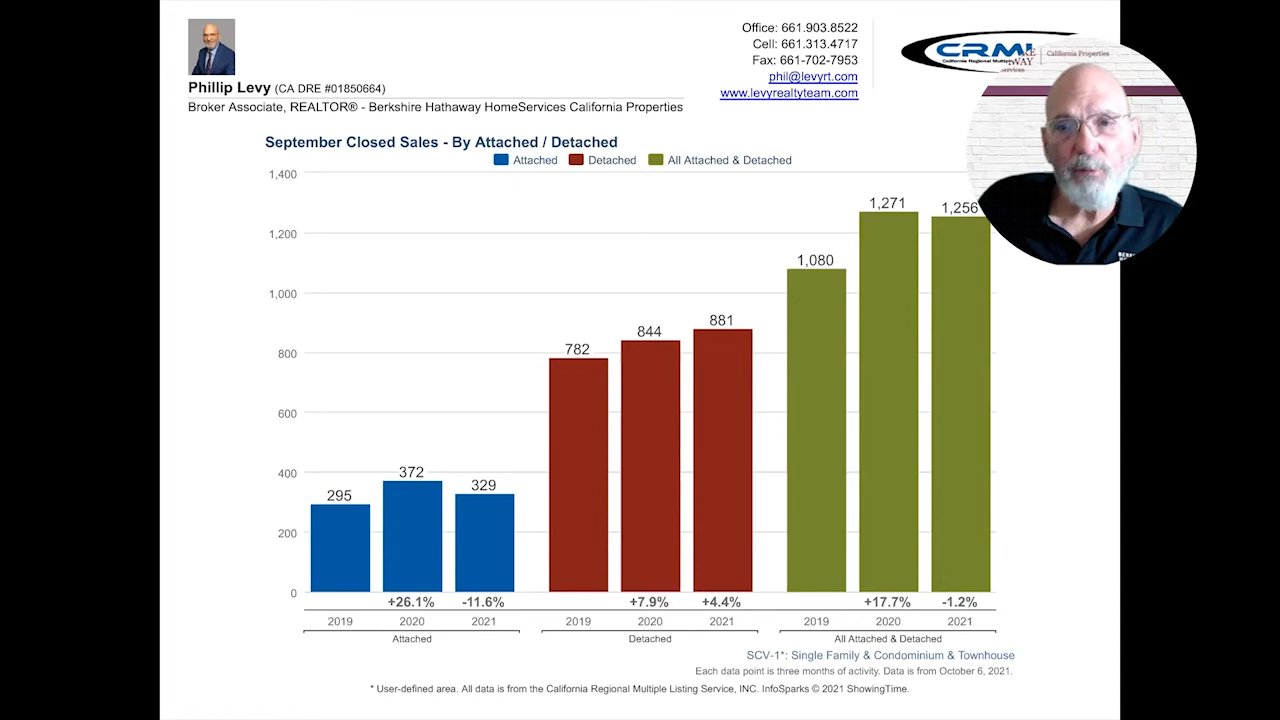 Phillip Levy (CA DRE #01850664)
Broker Associate, REALTOR® - Berkshire Hathaway HomeServices California Properties
Office: 661.903.8522
Cell: 661.313.4717
Fax: 661-702-7953
phil@levyrt.com
www.levyrealtyteam.com
CRML
California Regional Multiple
WAY
California Properties
September Closed Sales - By Attached / Detached
Attached Detached All Attached & Detached
1,400
1,200
1,000
800
600
400
200
0
295
372
329
782
844
881
1,080
1,271
1,256
+26.1% -11.6% +7.9% +4.4% +17.7% -1.2%
2019 2020 2021 2019 2020 2021 2019 2020 2021
Attached Detached All Attached & Detached
SCV-1*: Single Family & Condominium & Townhouse
Each data point is three months of activity. Data is from October 6, 2021.
* User-defined area. All data is from the California Regional Multiple Listing Service, INC. InfoSparks © 2021 ShowingTime.